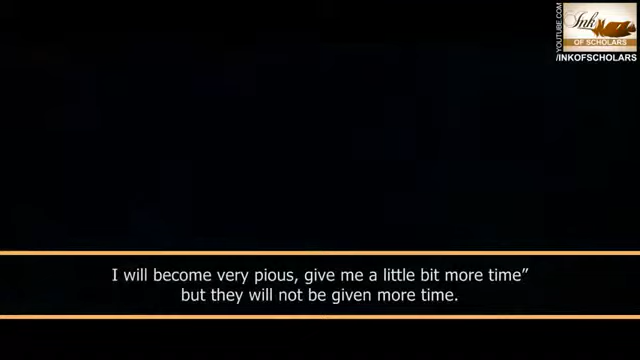 Ink
OF SCHOLARS
YOUTUBE.COM
/INKOFSCHOLARS
I will become very pious, give me a little bit more time”
but they will not be given more time.